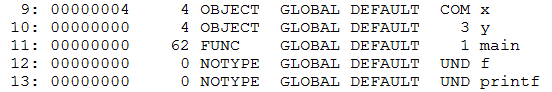 9: 00000004 4 OBJECT GLOBAL DEFAULT COM x
10: 00000000 4 OBJECT GLOBAL DEFAULT 3 y
11: 00000000 62 FUNC GLOBAL DEFAULT 1 main
12: 00000000 0 NOTYPE GLOBAL DEFAULT UND f
13: 00000000 0 NOTYPE GLOBAL DEFAULT UND printf